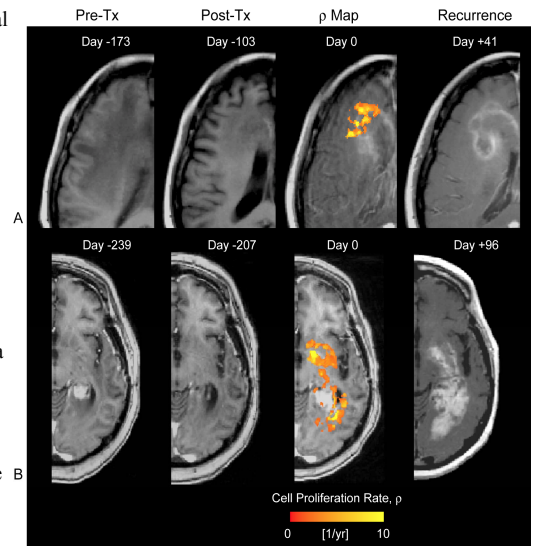 al
Pre-Tx Post-Tx ρ Map Recurrence
Day -173 Day -103 Day 0 Day +41
A
Day -239 Day -207 Day 0 Day +96
a
e
B
Cell Proliferation Rate, ρ
0 [1/yr] 10